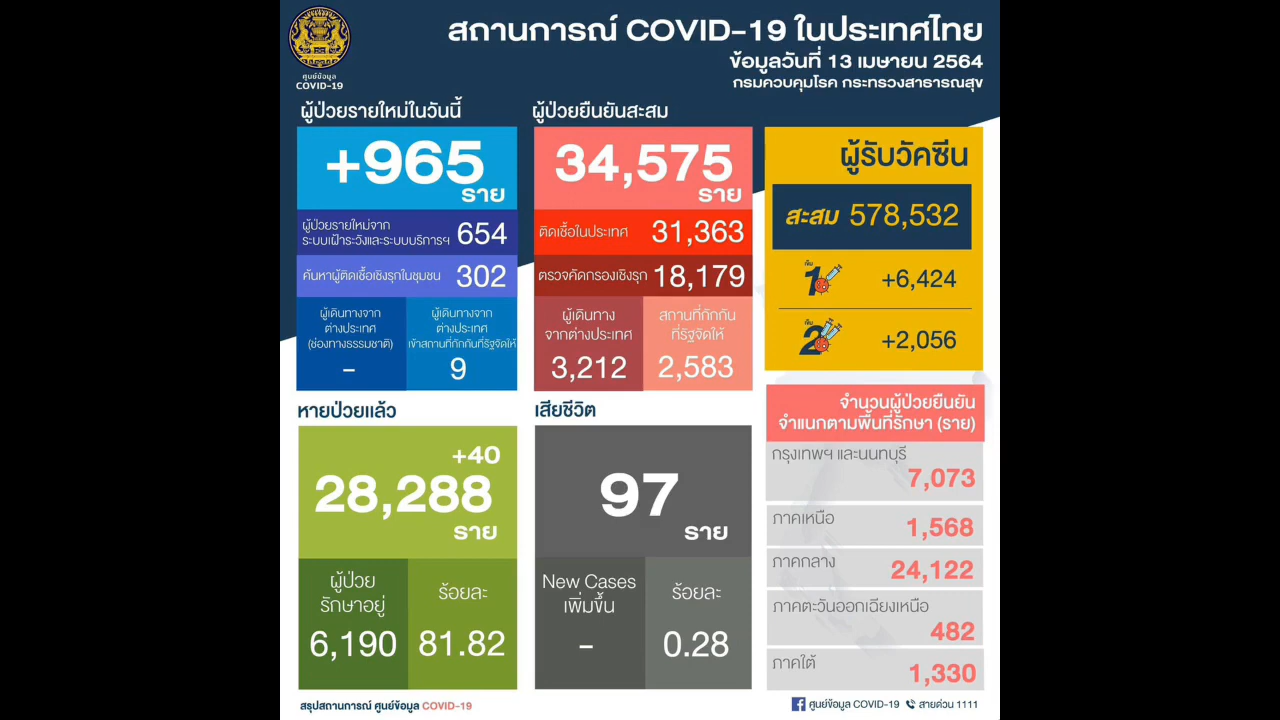 สถานการณ์ COVID-19 ในประเทศไทย
ข้อมูลวันที่ 13 เมษายน 2564
กรมควบคุมโรค กระทรวงสาธารณสุข
ศูนย์ข้อมูล
COVID-19
ผู้ป่วยรายใหม่ในวันนี้
+965
ราย
ผู้ป่วยรายใหม่จาก
ระบบเฝ้าระวังและระบบบริการฯ 654
ค้นหาผู้ติดเชื้อเชิงรุกในชุมชน 302
ผู้เดินทางจาก
ต่างประเทศ
(ช่องทางธรรมชาติ)
-
ผู้เดินทางจาก
ต่างประเทศ
เข้าสถานที่กักกันที่รัฐจัดให้
9
ผู้ป่วยยืนยันสะสม
34,575
ราย
ติดเชื้อในประเทศ 31,363
ตรวจคัดกรองเชิงรุก 18,179
ผู้เดินทาง
จากต่างประเทศ
3,212
สถานที่กักกัน
ที่รัฐจัดให้
2,583
ผู้รับวัคซีน
สะสม 578,532
เข็ม
1 +6,424
เข็ม
2 +2,056
หายป่วยแล้ว
+40
28,288
ราย
ผู้ป่วย
รักษาอยู่
6,190
ร้อยละ
81.82
เสียชีวิต
97
ราย
New Cases
เพิ่มขึ้น
-
ร้อยละ
0.28
จำนวนผู้ป่วยยืนยัน
จำแนกตามพื้นที่รักษา (ราย)
กรุงเทพฯ และนนทบุรี
7,073
ภาคเหนือ
1,568
ภาคกลาง
24,122
ภาคตะวันออกเฉียงเหนือ
482
ภาคใต้
1,330
สรุปสถานการณ์ ศูนย์ข้อมูล COVID-19
ศูนย์ข้อมูล COVID-19 สายด่วน 1111